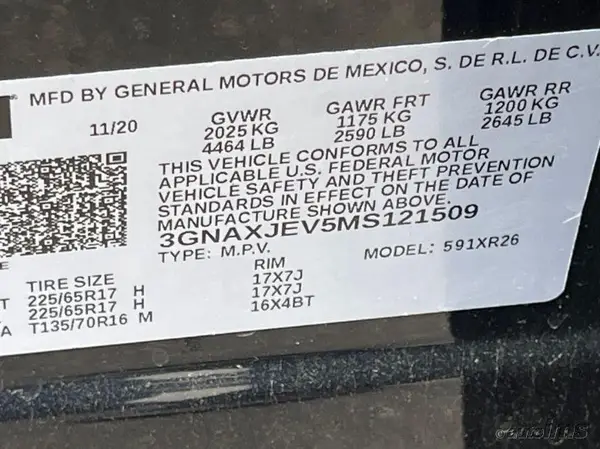 MFD BY GENERAL MOTORS DE MEXICO, S. DE R.L. DE C.V.
11/20 GVWR GAWR FRT GAWR RR
2025 KG 1175 KG 1200 KG
4464 LB 2590 LB 2645 LB
THIS VEHICLE CONFORMS TO ALL
APPLICABLE U.S. FEDERAL MOTOR
VEHICLE SAFETY AND THEFT PREVENTION
STANDARDS IN EFFECT ON THE DATE OF
MANUFACTURE SHOWN ABOVE.
3GNAXJEV5MS121509
TYPE: M.P.V. MODEL: 591XR26
TIRE SIZE RIM
T 225/65R17 H 17X7J
225/65R17 H 17X7J
A T135/70R16 M 16X4BT